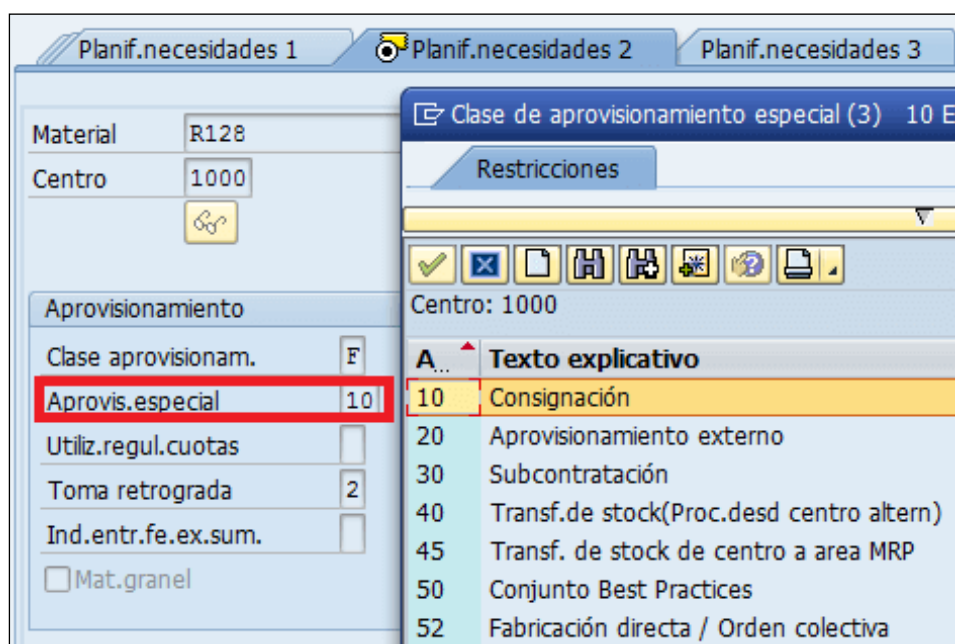 Planif.necesidades 1
Planif.necesidades 2
Planif.necesidades 3
Material R128
Centro 1000
Aprovisionamiento
Clase aprovisionam. F
Aprovis.especial 10
Utiliz.regul.cuotas
Toma retrograda 2
Ind.entr.fe.ex.sum.
Mat.granel
Clase de aprovisionamiento especial (3) 10 E
Restricciones
Centro: 1000
A... Texto explicativo
10 Consignación
20 Aprovisionamiento externo
30 Subcontratación
40 Transf.de stock(Proc.desd centro altern)
45 Transf. de stock de centro a area MRP
50 Conjunto Best Practices
52 Fabricación directa / Orden colectiva